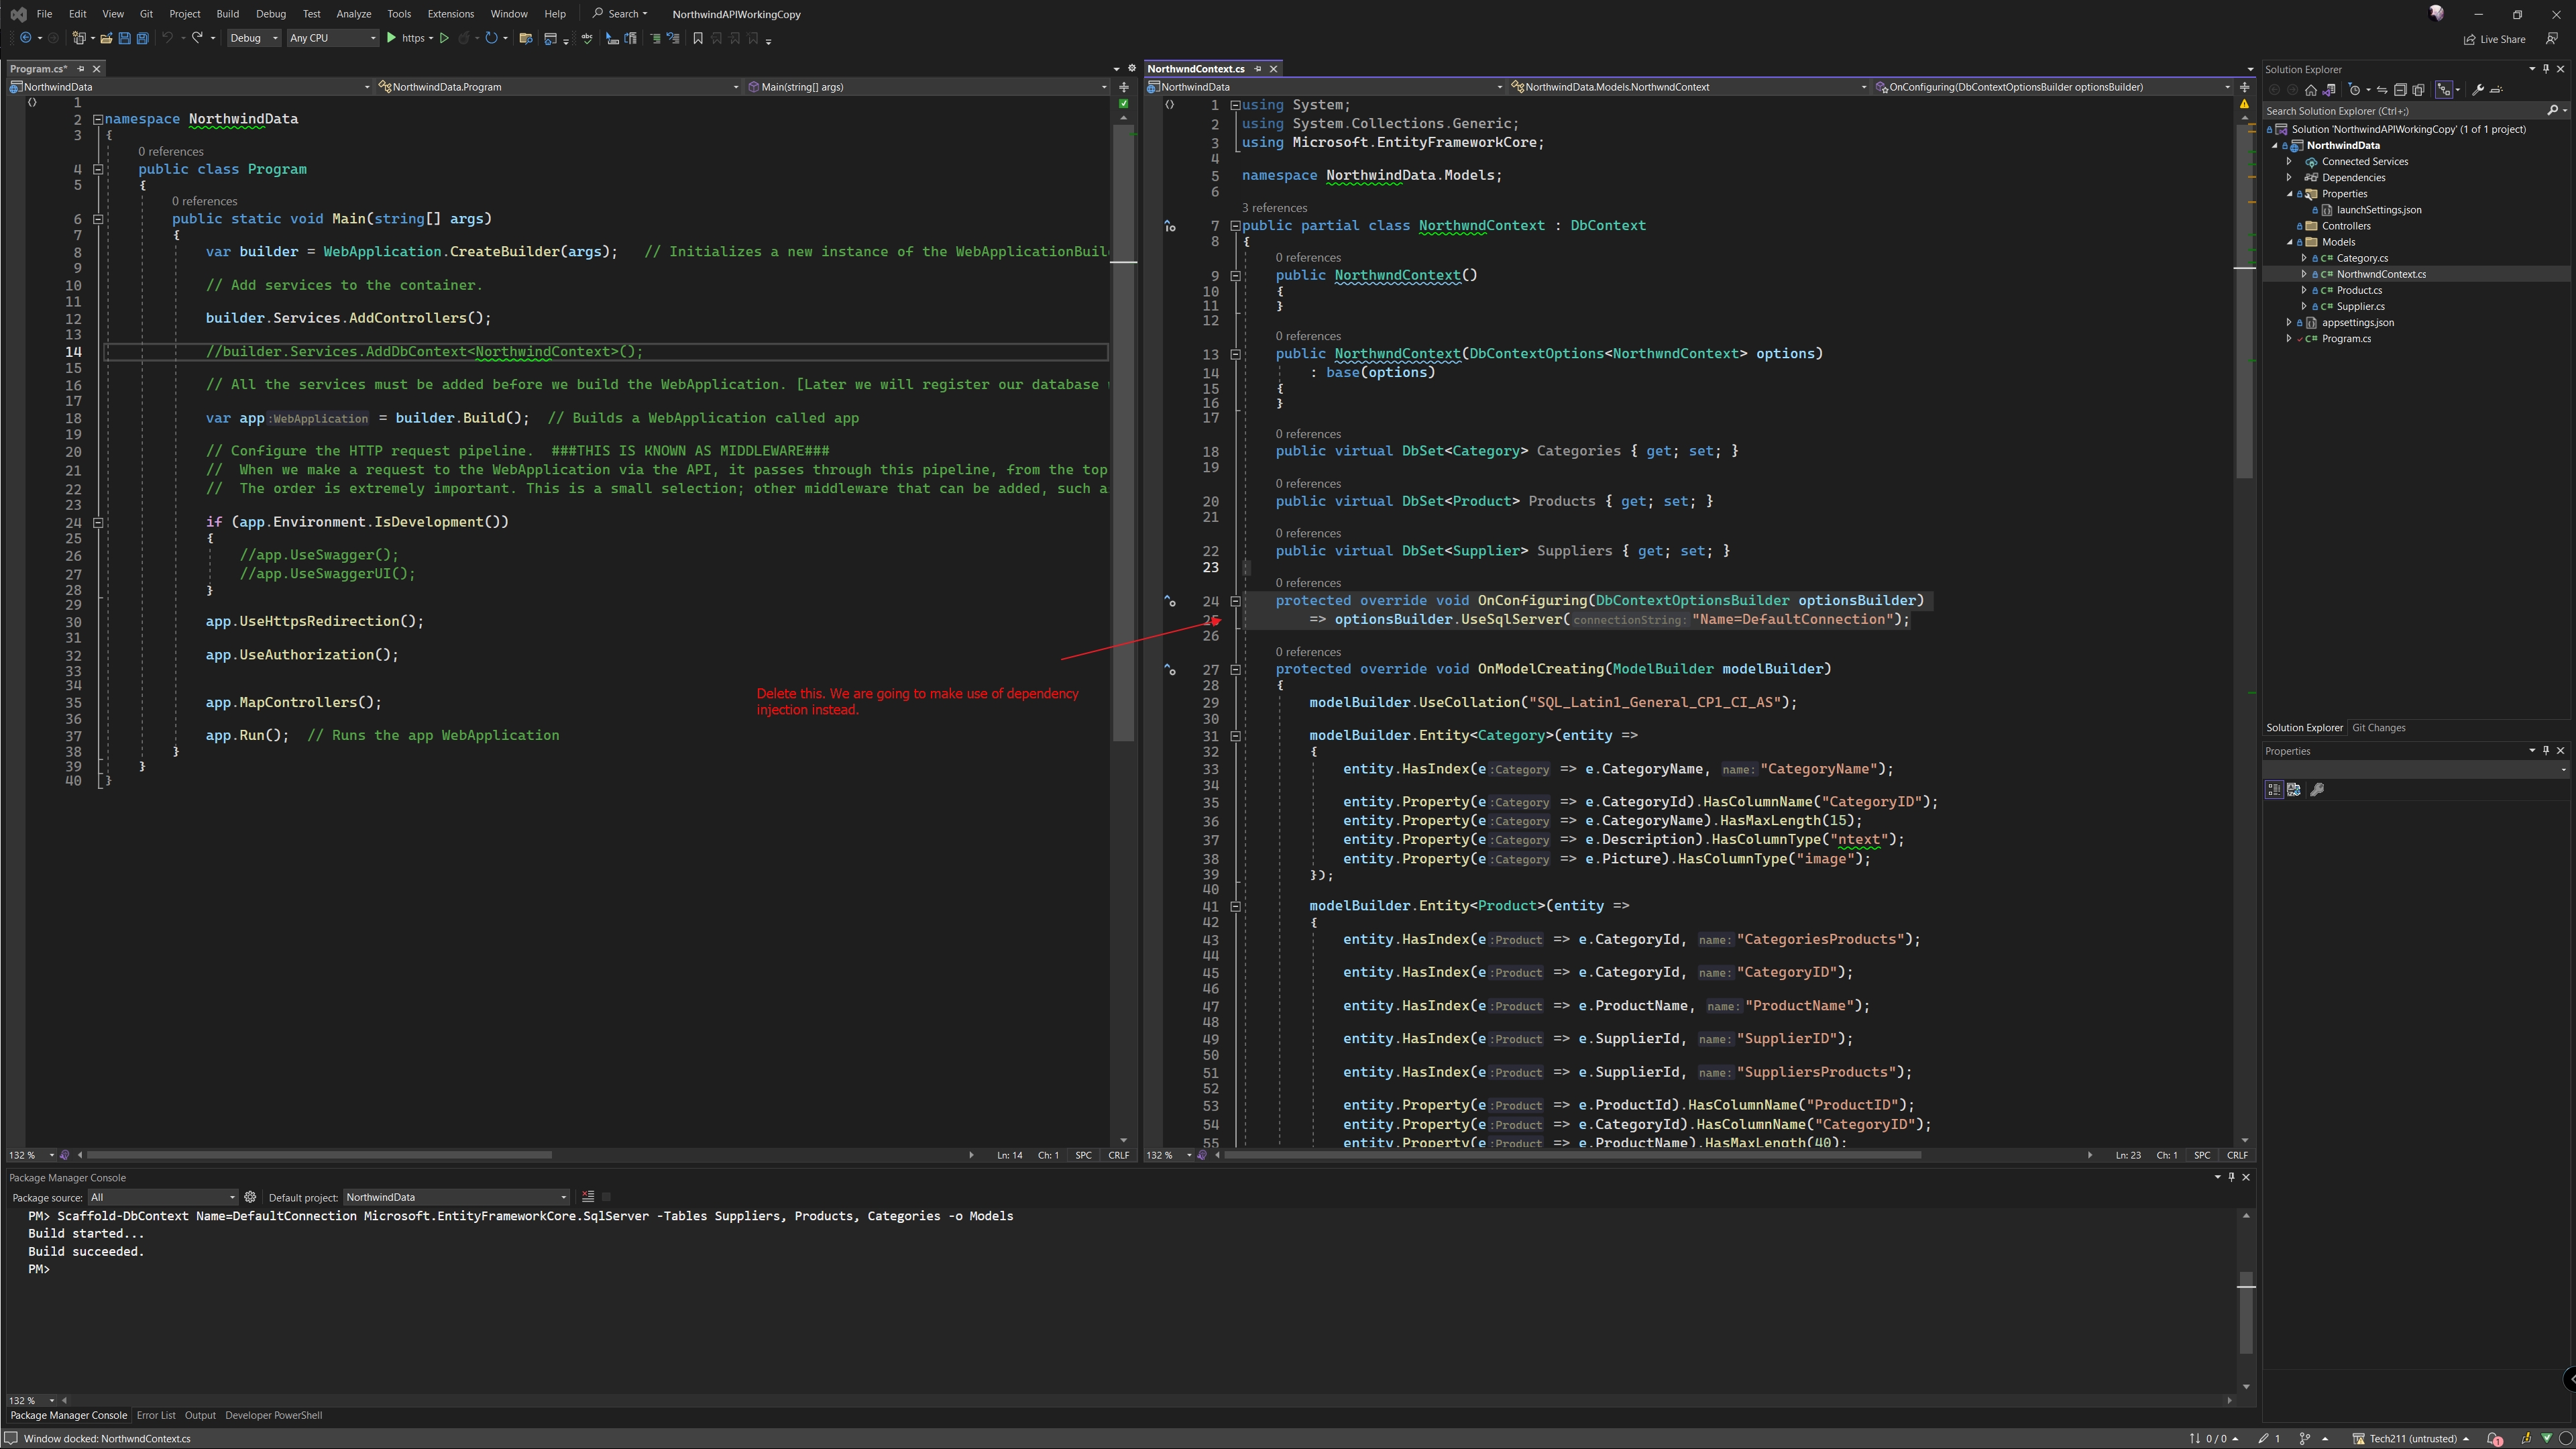 File Edit View Git Project Build Debug Test Analyze Tools Extensions Window Help Search NorthwindAPIWorkingCopy
Debug Any CPU https Live Share
Program.cs*
NorthwindData NorthwindData.Program Main(string[] args)
1
2 namespace NorthwindData
3 {
0 references
4 public class Program
5 {
0 references
6 public static void Main(string[] args)
7 {
8 var builder = WebApplication.CreateBuilder(args); // Initializes a new instance of the WebApplicationBuil
9
10 // Add services to the container.
11
12 builder.Services.AddControllers();
13
14 //builder.Services.AddDbContext<NorthwindContext>();
15
16 // All the services must be added before we build the WebApplication. [Later we will register our database
17
18 var app :WebApplication = builder.Build(); // Builds a WebApplication called app
19
20 // Configure the HTTP request pipeline. ###THIS IS KNOWN AS MIDDLEWARE###
21 // When we make a request to the WebApplication via the API, it passes through this pipeline, from the top
22 // The order is extremely important. This is a small selection; other middleware that can be added, such a
23
24 if (app.Environment.IsDevelopment())
25 {
26 //app.UseSwagger();
27 //app.UseSwaggerUI();
28 }
29
30 app.UseHttpsRedirection();
31
32 app.UseAuthorization();
33
34
35 app.MapControllers();
36
37 app.Run(); // Runs the app WebApplication
38 }
39 }
40 }
Delete this. We are going to make use of dependency
injection instead.
132 % Ln: 14 Ch: 1 SPC CRLF
NorthwndContext.cs
NorthwindData NorthwindData.Models.NorthwndContext OnConfiguring(DbContextOptionsBuilder optionsBuilder)
1 using System;
2 using System.Collections.Generic;
3 using Microsoft.EntityFrameworkCore;
4
5 namespace NorthwindData.Models;
6
3 references
7 public partial class NorthwndContext : DbContext
8 {
0 references
9 public NorthwndContext()
10 {
11 }
12
0 references
13 public NorthwndContext(DbContextOptions<NorthwndContext> options)
14 : base(options)
15 {
16 }
17
0 references
18 public virtual DbSet<Category> Categories { get; set; }
19
0 references
20 public virtual DbSet<Product> Products { get; set; }
21
0 references
22 public virtual DbSet<Supplier> Suppliers { get; set; }
23
0 references
24 protected override void OnConfiguring(DbContextOptionsBuilder optionsBuilder)
25 => optionsBuilder.UseSqlServer( connectionString: "Name=DefaultConnection");
26
0 references
27 protected override void OnModelCreating(ModelBuilder modelBuilder)
28 {
29 modelBuilder.UseCollation("SQL_Latin1_General_CP1_CI_AS");
30
31 modelBuilder.Entity<Category>(entity =>
32 {
33 entity.HasIndex(e :Category => e.CategoryName, name: "CategoryName");
34
35 entity.Property(e :Category => e.CategoryId).HasColumnName("CategoryID");
36 entity.Property(e :Category => e.CategoryName).HasMaxLength(15);
37 entity.Property(e :Category => e.Description).HasColumnType("ntext");
38 entity.Property(e :Category => e.Picture).HasColumnType("image");
39 });
40
41 modelBuilder.Entity<Product>(entity =>
42 {
43 entity.HasIndex(e :Product => e.CategoryId, name: "CategoriesProducts");
44
45 entity.HasIndex(e :Product => e.CategoryId, name: "CategoryID");
46
47 entity.HasIndex(e :Product => e.ProductName, name: "ProductName");
48
49 entity.HasIndex(e :Product => e.SupplierId, name: "SupplierID");
50
51 entity.HasIndex(e :Product => e.SupplierId, name: "SuppliersProducts");
52
53 entity.Property(e :Product => e.ProductId).HasColumnName("ProductID");
54 entity.Property(e :Product => e.CategoryId).HasColumnName("CategoryID");
55 entity.Property(e :Product => e.ProductName).HasMaxLength(40);
132 % Ln: 23 Ch: 1 SPC CRLF
Solution Explorer
Search Solution Explorer (Ctrl+;)
Solution 'NorthwindAPIWorkingCopy' (1 of 1 project)
NorthwindData
Connected Services
Dependencies
Properties
launchSettings.json
Controllers
Models
C# Category.cs
C# NorthwndContext.cs
C# Product.cs
C# Supplier.cs
appsettings.json
C# Program.cs
Solution Explorer Git Changes
Properties
Package Manager Console
Package source: All Default project: NorthwindData
PM> Scaffold-DbContext Name=DefaultConnection Microsoft.EntityFrameworkCore.SqlServer -Tables Suppliers, Products, Categories -o Models
Build started...
Build succeeded.
PM>
132 %
Package Manager Console Error List Output Developer PowerShell
Window docked: NorthwndContext.cs 0 / 0 1 Tech211 (untrusted) 1